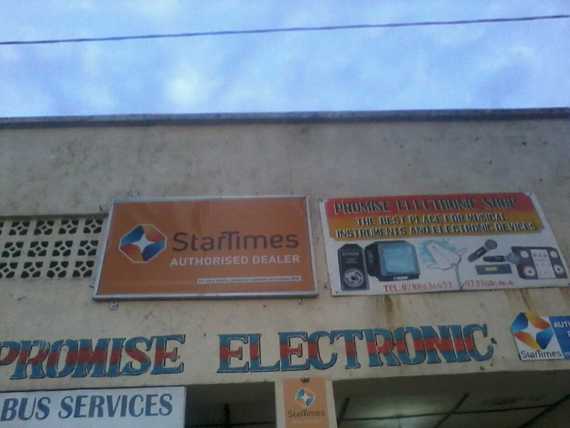 StarTimes
AUTHORISED DEALER
PROMISE ELECTRONIC SHOP
THE BEST PLACE FOR MUSICAL
INSTRUMENTS AND ELECTRONIC DEVICES
PROMISE ELECTRONIC
StarTimes
BUS SERVICES
StarTimes